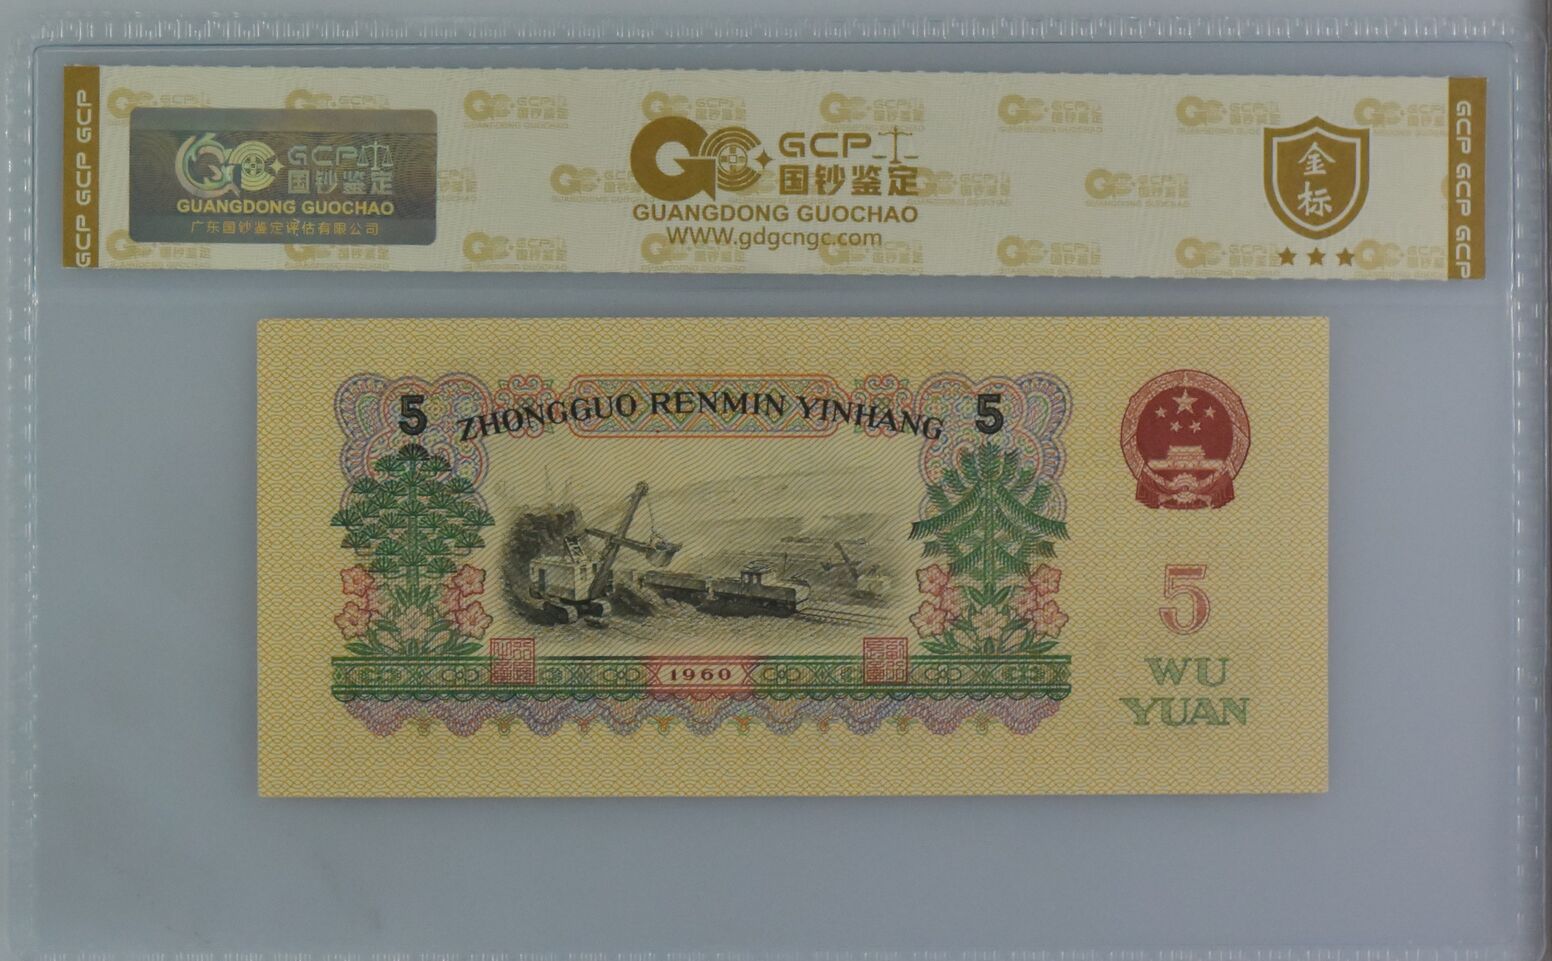 GCP GCP GCP
GCP
国钞鉴定
GUANGDONG GUOCHAO
广东国钞鉴定评估有限公司
GCP
国钞鉴定
GUANGDONG GUOCHAO
WWW.gdgcngc.com
金标
GCP GCP GCP
5 ZHONGGUO RENMIN YINHANG 5
1960
5
WU
YUAN